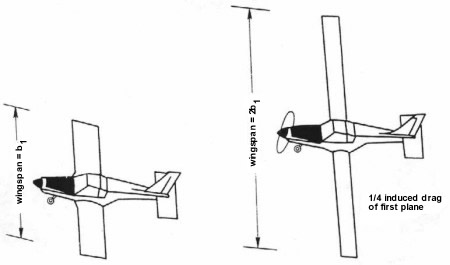 wingspan = b1
wingspan = 2b1
1/4 induced drag
of first plane